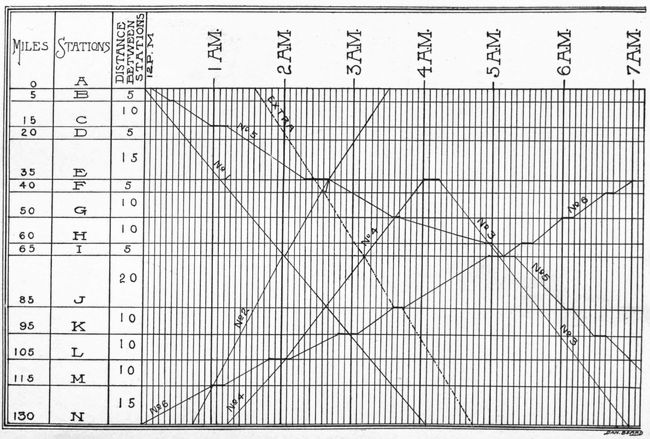 MILES STATIONS DISTANCE BETWEEN STATIONS 12 P.M 1 AM 2 AM 3 AM 4 AM 5 AM 6 AM 7 AM
0 A
5 B 5
10
15 C
20 D 5
15
35 E
40 F 5
10
50 G
10
60 H
65 I 5
20
85 J
10
95 K
10
105 L
10
115 M
15
130 N
EXTRA
No 5
No 1
No 4
No 3
No 6
No 5
No 2
No 3
No 6
No 4
DAN. BEARD